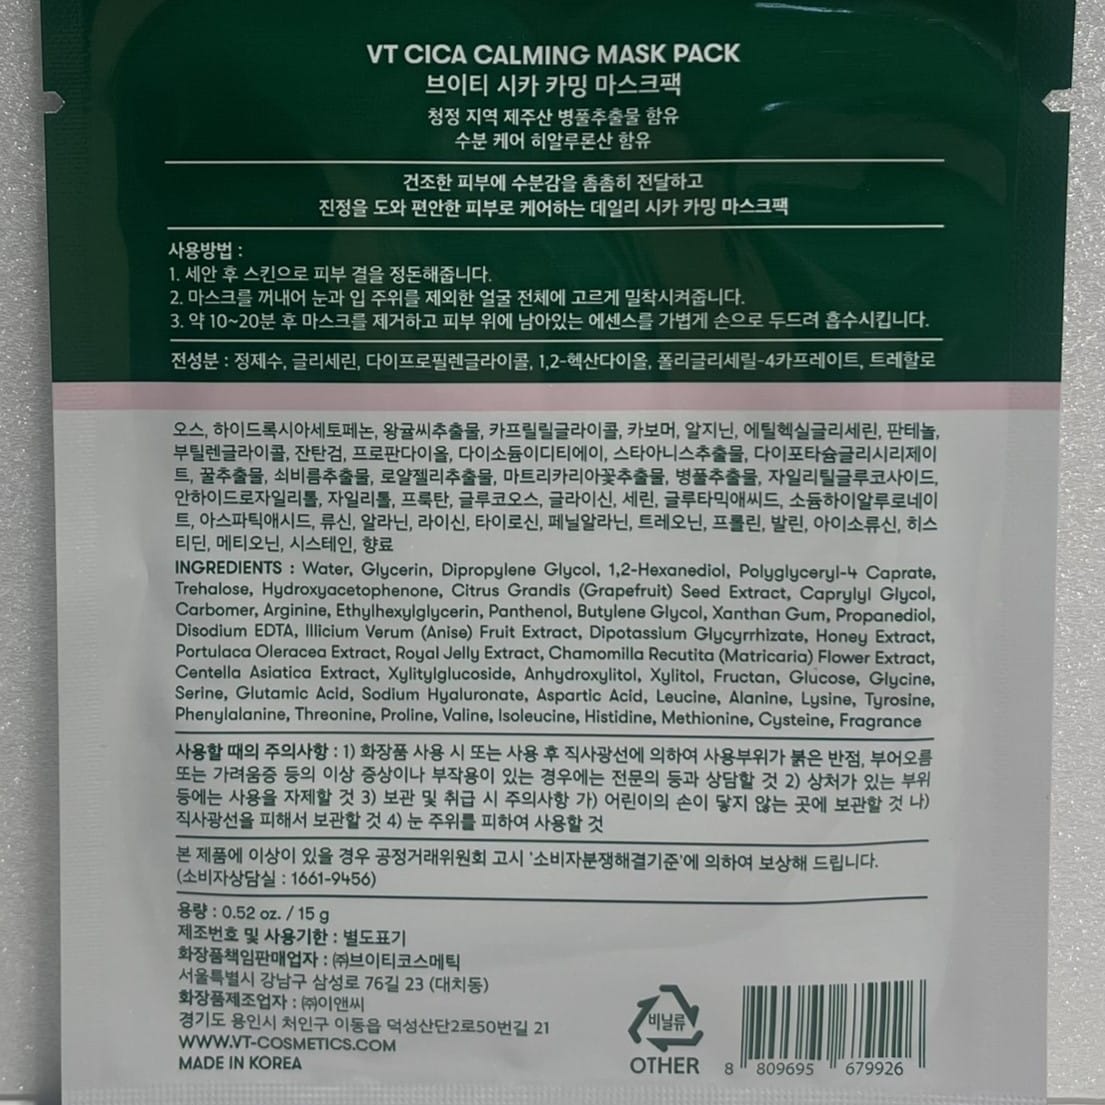 VT CICA CALMING MASK PACK
브이티 시카 카밍 마스크팩
청정 지역 제주산 병풀추출물 함유
수분 케어 히알루론산 함유
건조한 피부에 수분감을 촘촘히 전달하고
진정을 도와 편안한 피부로 케어하는 데일리 시카 카밍 마스크팩
사용방법 :
1. 세안 후 스킨으로 피부 결을 정돈해줍니다.
2. 마스크를 꺼내어 눈과 입 주위를 제외한 얼굴 전체에 고르게 밀착시켜줍니다.
3. 약 10~20분 후 마스크를 제거하고 피부 위에 남아있는 에센스를 가볍게 손으로 두드려 흡수시킵니다.
전성분 : 정제수, 글리세린, 다이프로필렌글라이콜, 1,2-헥산다이올, 폴리글리세릴-4카프레이트, 트레할로
오스, 하이드록시아세토페논, 왕귤씨추출물, 카프릴릴글라이콜, 카보머, 알지닌, 에틸헥실글리세린, 판테놀,
부틸렌글라이콜, 잔탄검, 프로판다이올, 다이소듐이디티에이, 스타아니스추출물, 다이포타슘글리시리제이
트, 꿀추출물, 쇠비름추출물, 로얄젤리추출물, 마트리카리아꽃추출물, 병풀추출물, 자일리틸글루코사이드,
안하이드로자일리톨, 자일리톨, 프룩탄, 글루코오스, 글라이신, 세린, 글루타믹애씨드, 소듐하이알루로네이
트, 아스파틱애시드, 류신, 알라닌, 라이신, 타이로신, 페닐알라닌, 트레오닌, 프롤린, 발린, 아이소류신, 히스
티딘, 메티오닌, 시스테인, 향료
INGREDIENTS : Water, Glycerin, Dipropylene Glycol, 1,2-Hexanediol, Polyglyceryl-4 Caprate,
Trehalose, Hydroxyacetophenone, Citrus Grandis (Grapefruit) Seed Extract, Caprylyl Glycol,
Carbomer, Arginine, Ethylhexylglycerin, Panthenol, Butylene Glycol, Xanthan Gum, Propanediol,
Disodium EDTA, Illicium Verum (Anise) Fruit Extract, Dipotassium Glycyrrhizate, Honey Extract,
Portulaca Oleracea Extract, Royal Jelly Extract, Chamomilla Recutita (Matricaria) Flower Extract,
Centella Asiatica Extract, Xylitylglucoside, Anhydroxylitol, Xylitol, Fructan, Glucose, Glycine,
Serine, Glutamic Acid, Sodium Hyaluronate, Aspartic Acid, Leucine, Alanine, Lysine, Tyrosine,
Phenylalanine, Threonine, Proline, Valine, Isoleucine, Histidine, Methionine, Cysteine, Fragrance
사용할 때의 주의사항 : 1) 화장품 사용 시 또는 사용 후 직사광선에 의하여 사용부위가 붉은 반점, 부어오름
또는 가려움증 등의 이상 증상이나 부작용이 있는 경우에는 전문의 등과 상담할 것 2) 상처가 있는 부위
등에는 사용을 자제할 것 3) 보관 및 취급 시 주의사항 가) 어린이의 손이 닿지 않는 곳에 보관할 것 나)
직사광선을 피해서 보관할 것 4) 눈 주위를 피하여 사용할 것
본 제품에 이상이 있을 경우 공정거래위원회 고시 '소비자분쟁해결기준'에 의하여 보상해 드립니다.
(소비자상담실 : 1661-9456)
용량 : 0.52 oz. / 15 g
제조번호 및 사용기한 : 별도표기
화장품책임판매업자 : ㈜브이티코스메틱
서울특별시 강남구 삼성로 76길 23 (대치동)
화장품제조업자 : ㈜이앤씨
경기도 용인시 처인구 이동읍 덕성산단2로50번길 21
WWW.VT-COSMETICS.COM
MADE IN KOREA
비닐류
OTHER
8 809695 679926